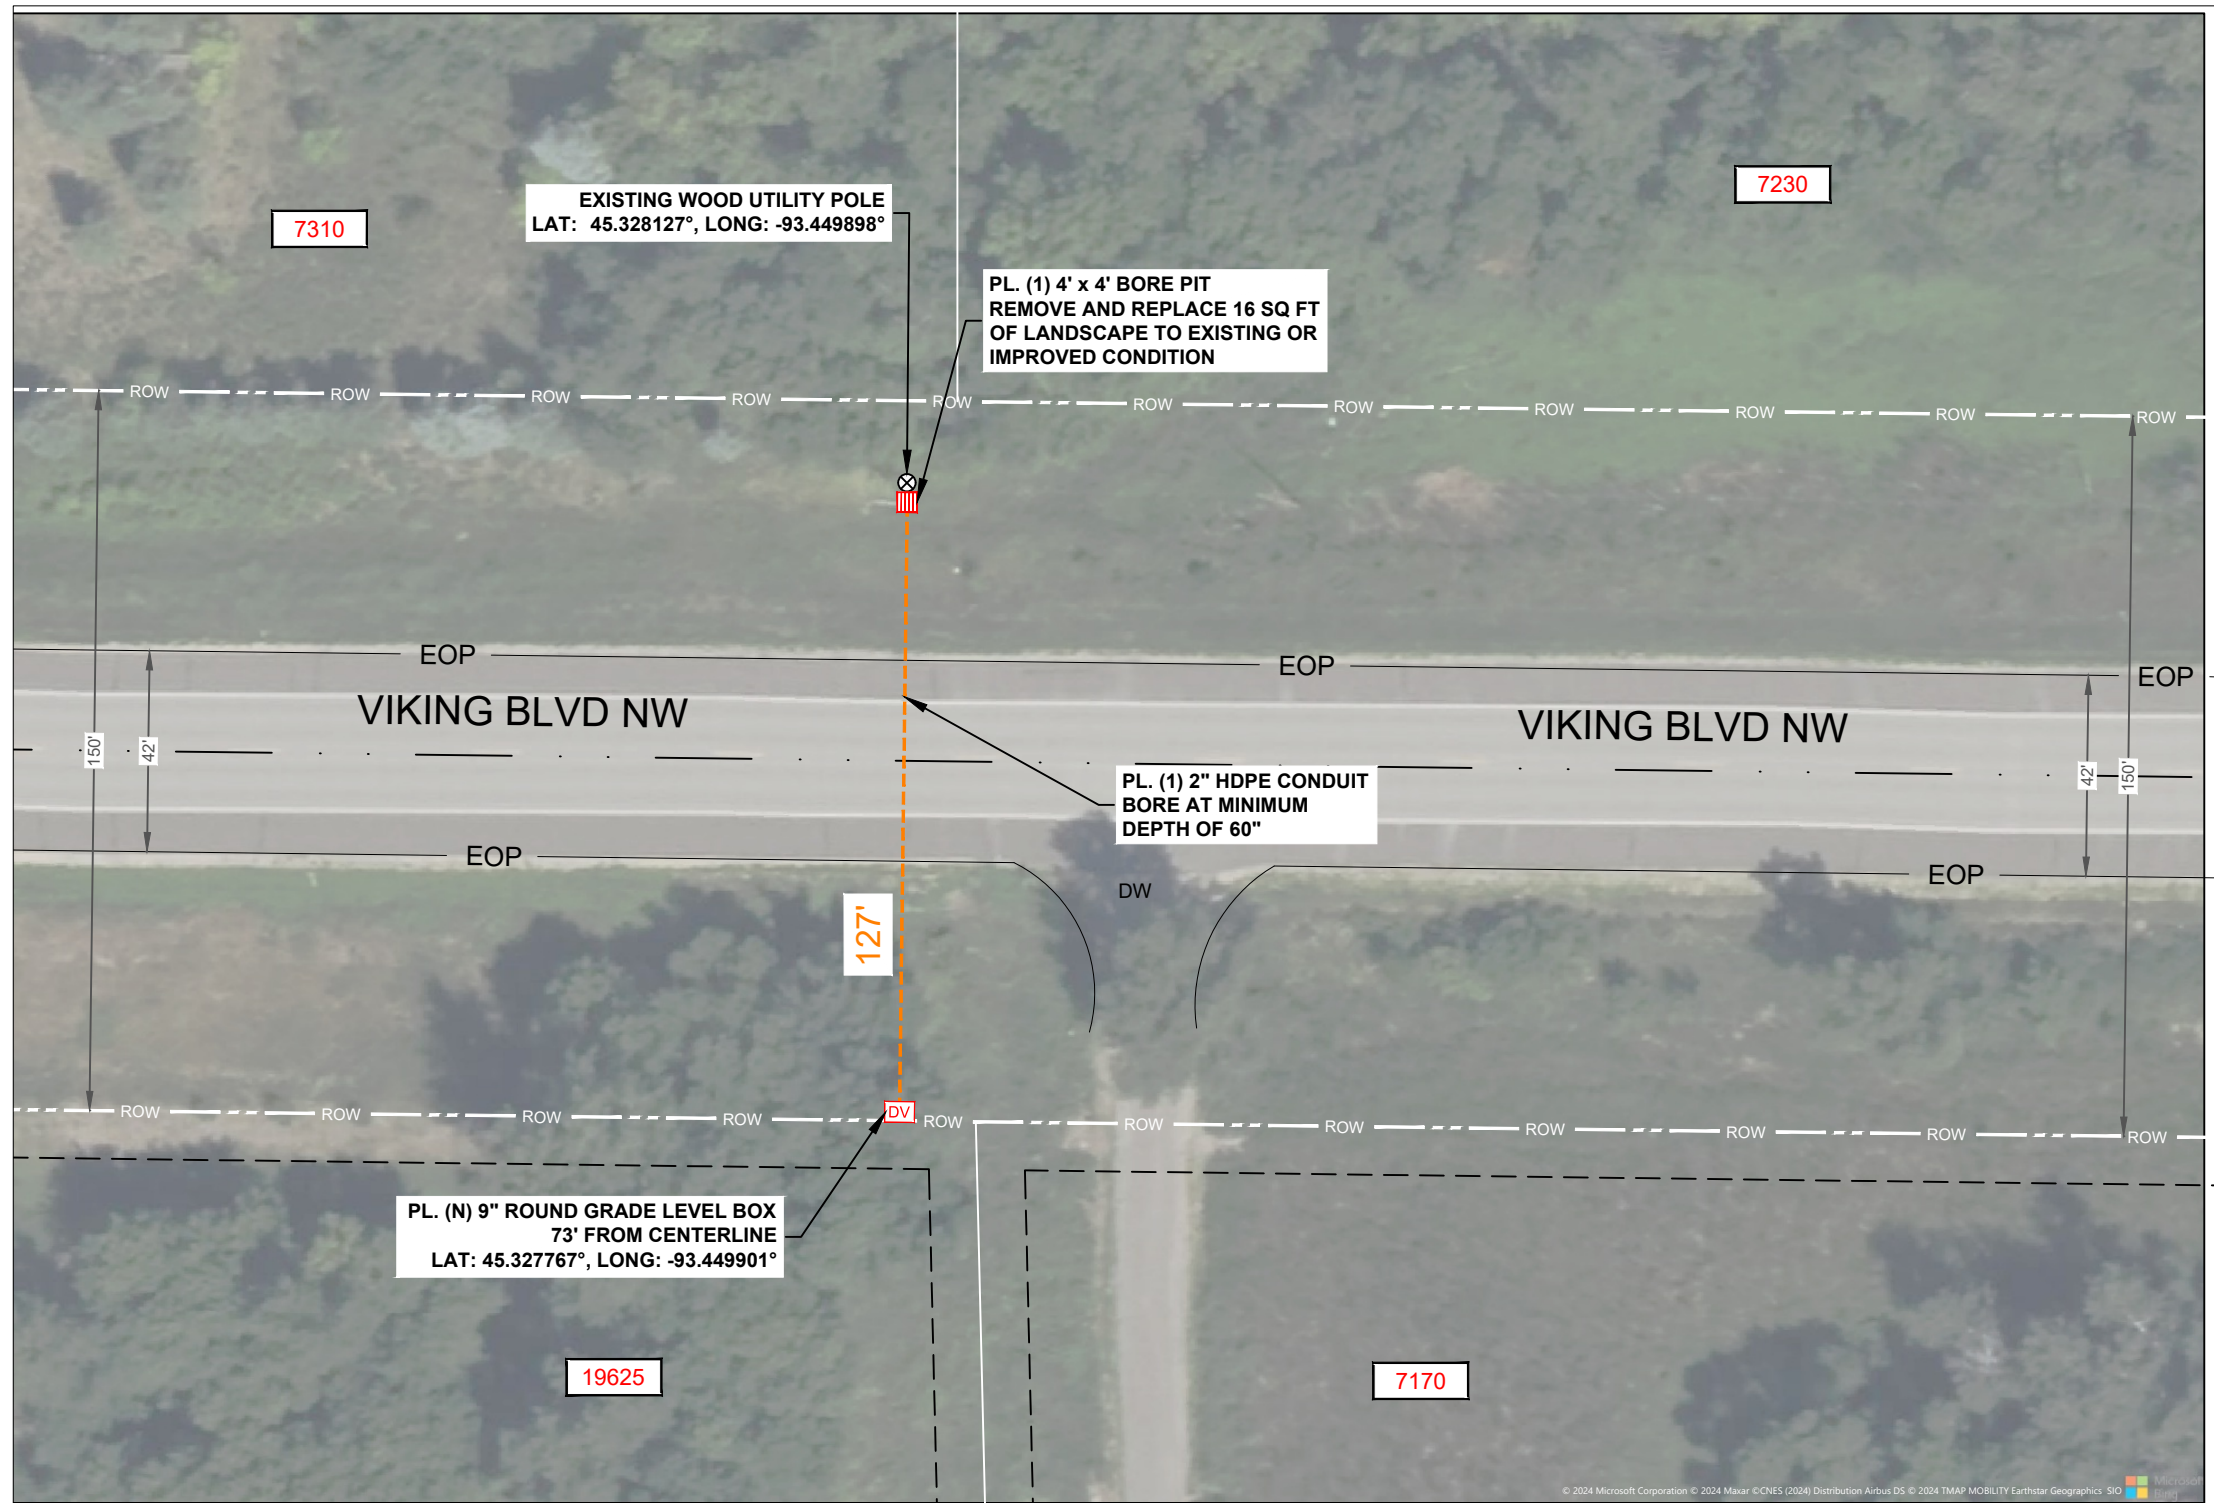 7230
7310
EXISTING WOOD UTILITY POLE
LAT: 45.328127°, LONG: -93.449898°
PL. (1) 4' x 4' BORE PIT
REMOVE AND REPLACE 16 SQ FT
OF LANDSCAPE TO EXISTING OR
IMPROVED CONDITION
ROW ROW ROW ROW ROW ROW ROW ROW ROW ROW ROW
EOP EOP EOP
VIKING BLVD NW VIKING BLVD NW
150' 42' 42' 150'
PL. (1) 2" HDPE CONDUIT
BORE AT MINIMUM
DEPTH OF 60"
EOP EOP
DW
127'
DV
ROW ROW ROW ROW ROW ROW ROW ROW ROW ROW ROW
PL. (N) 9" ROUND GRADE LEVEL BOX
73' FROM CENTERLINE
LAT: 45.327767°, LONG: -93.449901°
19625
7170
© 2024 Microsoft Corporation © 2024 Maxar ©CNES (2024) Distribution Airbus DS © 2024 TMAP MOBILITY Earthstar Geographics SIO
Microsoft
Bing